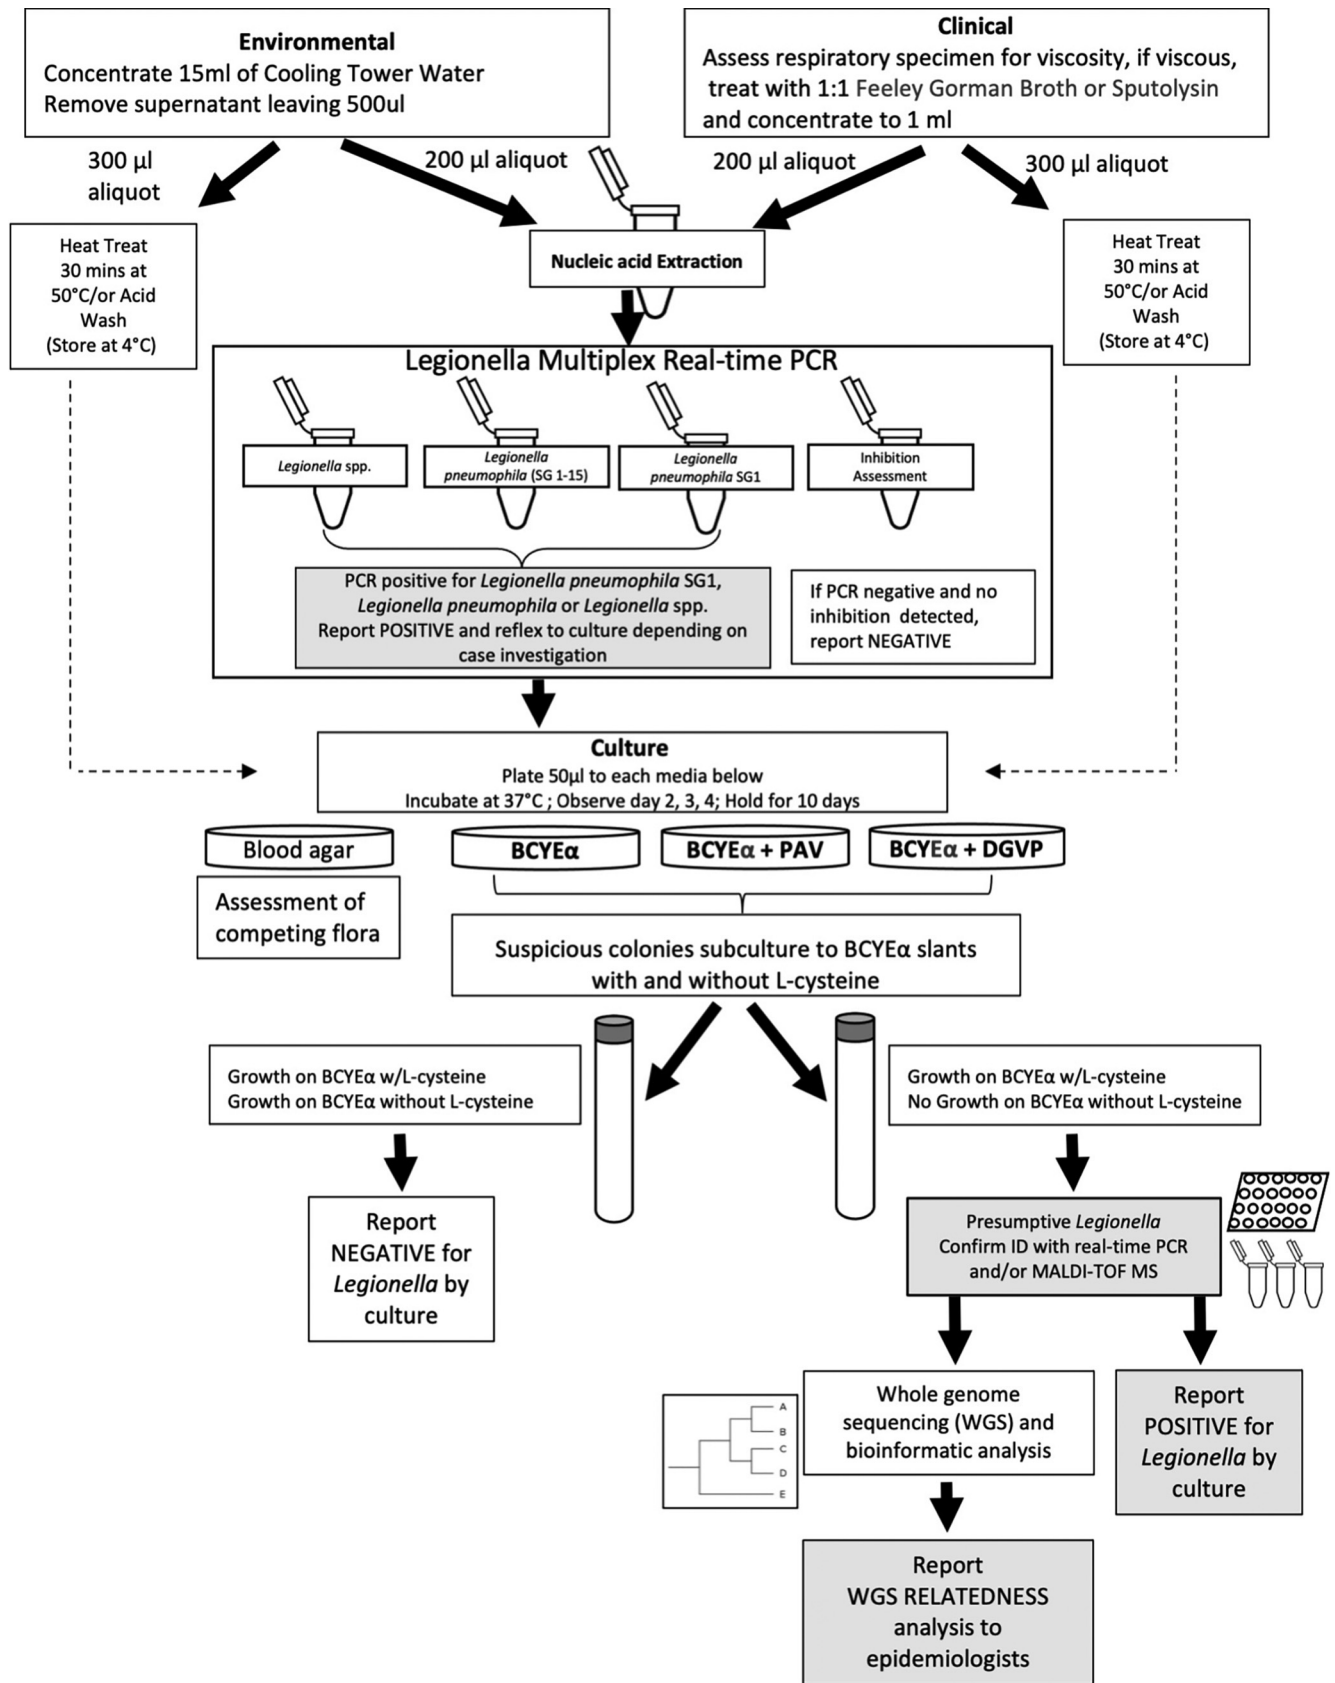 Environmental
Concentrate 15ml of Cooling Tower Water
Remove supernatant leaving 500ul
Clinical
Assess respiratory specimen for viscosity, if viscous,
treat with 1:1 Feeley Gorman Broth or Sputolysin
and concentrate to 1 ml
300 µl
aliquot
200 µl aliquot
200 µl aliquot
300 µl aliquot
Heat Treat
30 mins at
50°C/or Acid
Wash
(Store at 4°C)
Nucleic acid Extraction
Heat Treat
30 mins at
50°C/or Acid
Wash
(Store at 4°C)
Legionella Multiplex Real-time PCR
Legionella spp.
Legionella
pneumophila (SG 1-15)
Legionella
pneumophila SG1
Inhibition
Assessment
PCR positive for Legionella pneumophila SG1,
Legionella pneumophila or Legionella spp.
Report POSITIVE and reflex to culture depending on
case investigation
If PCR negative and no
inhibition detected,
report NEGATIVE
Culture
Plate 50µl to each media below
Incubate at 37°C ; Observe day 2, 3, 4; Hold for 10 days
Blood agar
BCYEα
BCYEα + PAV
BCYEα + DGVP
Assessment of
competing flora
Suspicious colonies subculture to BCYEα slants
with and without L-cysteine
Growth on BCYEα w/L-cysteine
Growth on BCYEα without L-cysteine
Growth on BCYEα w/L-cysteine
No Growth on BCYEα without L-cysteine
Report
NEGATIVE for
Legionella by
culture
Presumptive Legionella
Confirm ID with real-time PCR
and/or MALDI-TOF MS
A
B
C
D
E
Whole genome
sequencing (WGS) and
bioinformatic analysis
Report
POSITIVE for
Legionella by
culture
Report
WGS RELATEDNESS
analysis to
epidemiologists